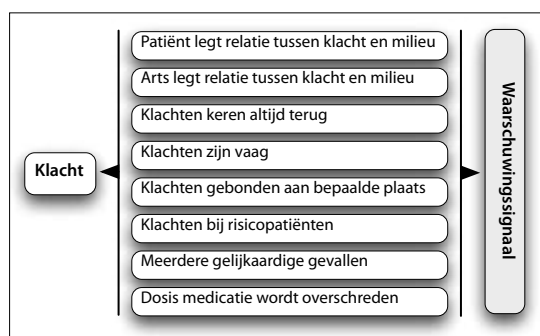 Patiënt legt relatie tussen klacht en milieu
Arts legt relatie tussen klacht en milieu
Klachten keren altijd terug
Klachten zijn vaag
Klacht
Klachten gebonden aan bepaalde plaats
Klachten bij risicopatiënten
Meerdere gelijkaardige gevallen
Dosis medicatie wordt overschreden
Waarschuwingssignaal